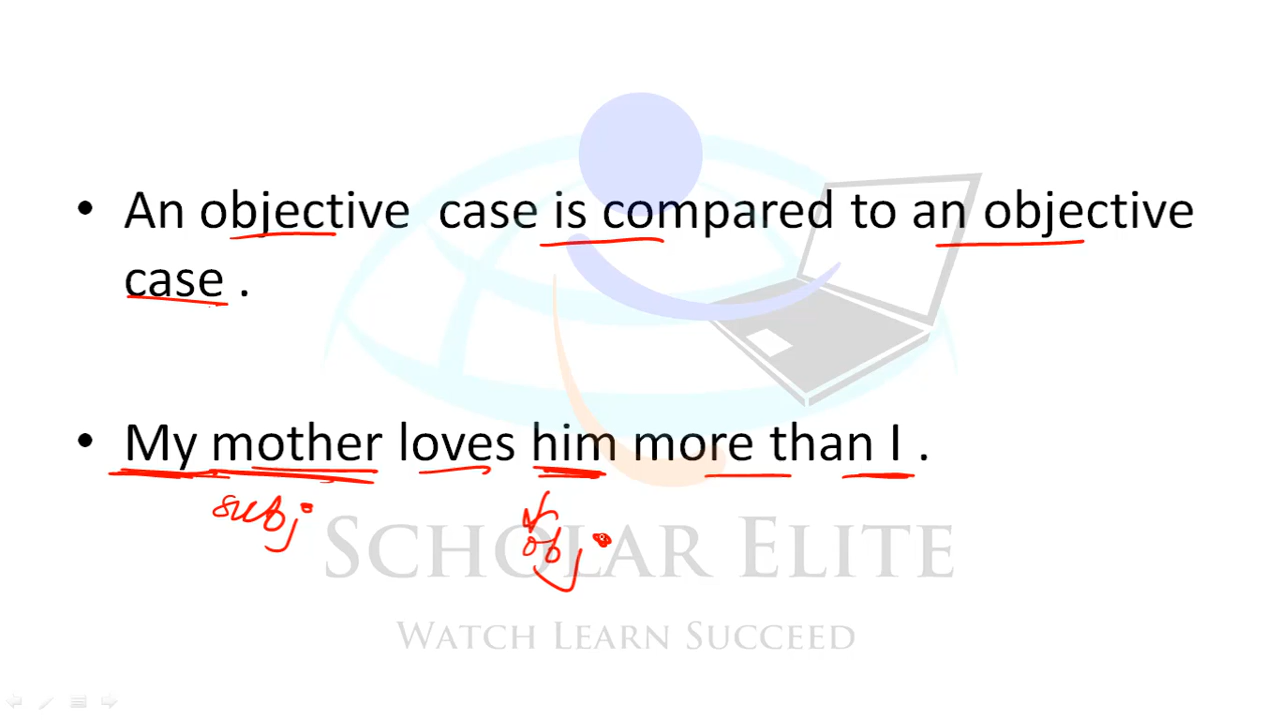 • An objective case is compared to an objective
case .
• My mother loves him more than I .
subj
obj
SCHOLAR ELITE
WATCH LEARN SUCCEED